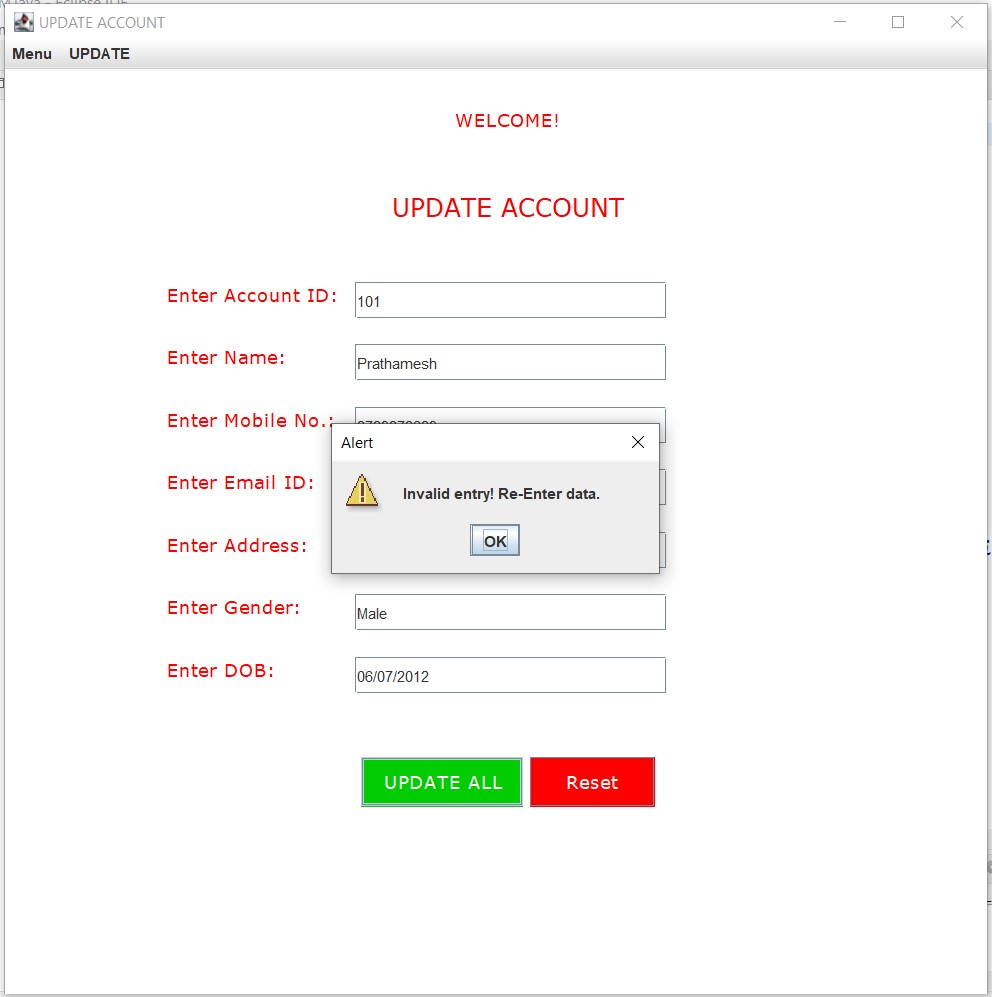 UPDATE ACCOUNT
Menu UPDATE
WELCOME!
UPDATE ACCOUNT
Enter Account ID: 101
Enter Name: Prathamesh
Enter Mobile No.:
Alert
Enter Email ID:
Invalid entry! Re-Enter data.
OK
Enter Address:
Enter Gender: Male
Enter DOB: 06/07/2012
UPDATE ALL Reset